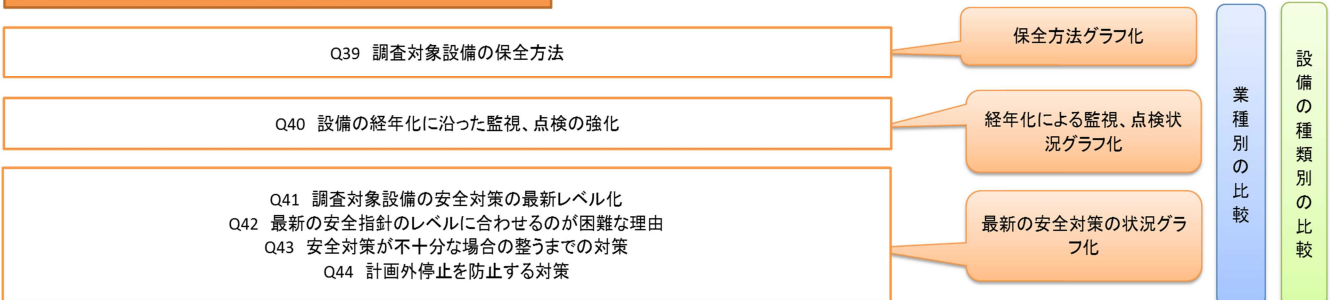 Q39 調査対象設備の保全方法
保全方法グラフ化
Q40 設備の経年化に沿った監視、点検の強化
経年化による監視、点検状
況グラフ化
Q41 調査対象設備の安全対策の最新レベル化
Q42 最新の安全指針のレベルに合わせるのが困難な理由
Q43 安全対策が不十分な場合の整うまでの対策
Q44 計画外停止を防止する対策
最新の安全対策の状況グラ
フ化
業種別の比較
設備の種類別の比較